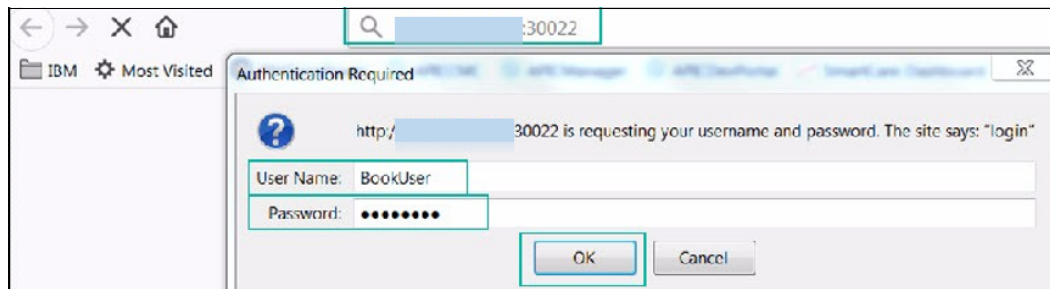 :30022
IBM Most Visited
Authentication Required
http:/ 30022 is requesting your username and password. The site says: "login"
User Name: BookUser
Password: ••••••••
OK Cancel